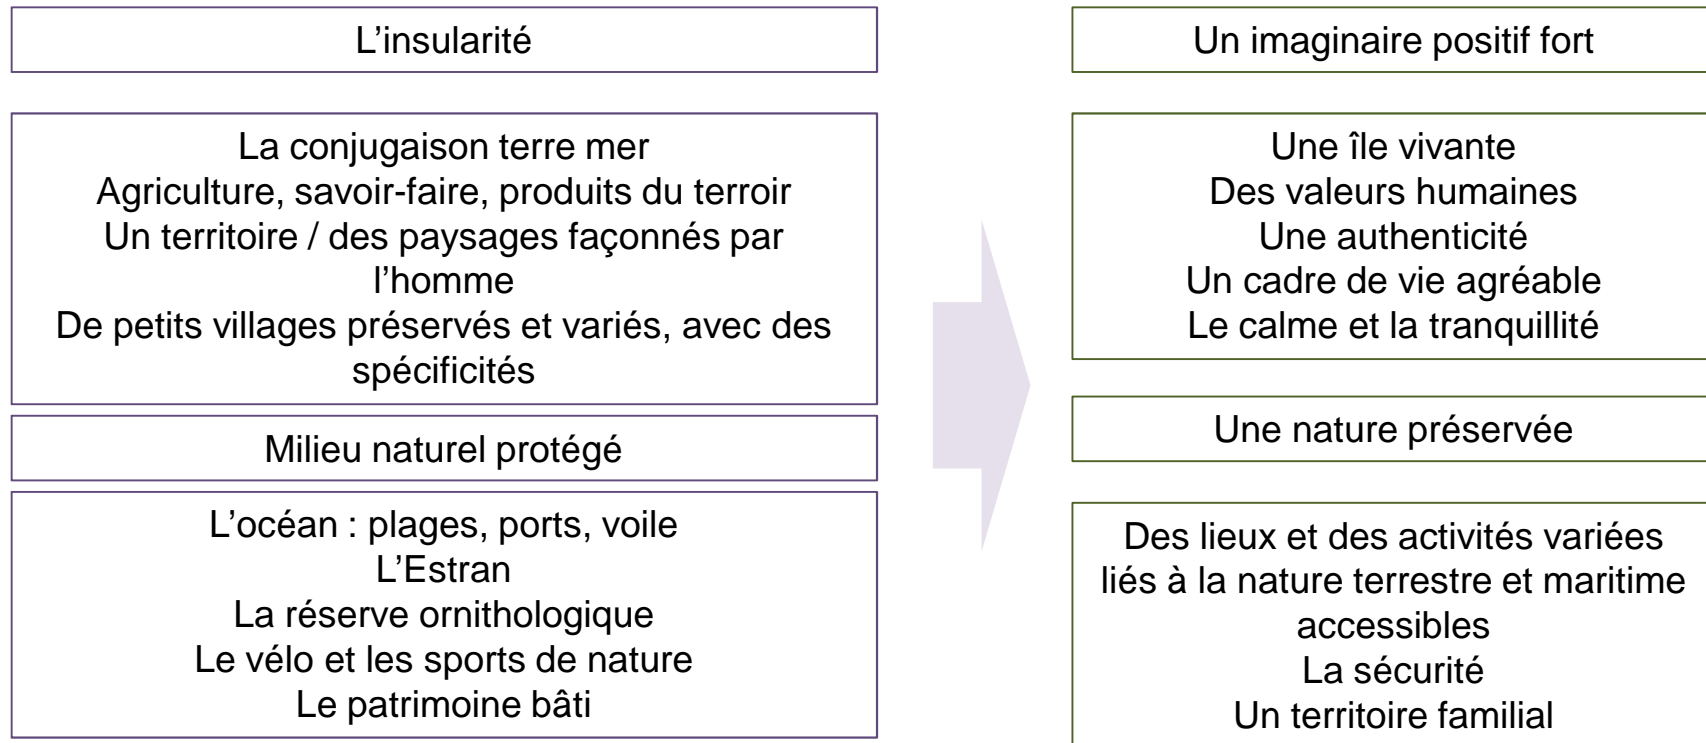 L’insularité
La conjugaison terre mer
Agriculture, savoir-faire, produits du terroir
Un territoire / des paysages façonnés par
l’homme
De petits villages préservés et variés, avec des
spécificités
Milieu naturel protégé
L’océan : plages, ports, voile
L’Estran
La réserve ornithologique
Le vélo et les sports de nature
Le patrimoine bâti
Un imaginaire positif fort
Une île vivante
Des valeurs humaines
Une authenticité
Un cadre de vie agréable
Le calme et la tranquillité
Une nature préservée
Des lieux et des activités variées
liés à la nature terrestre et maritime
accessibles
La sécurité
Un territoire familial